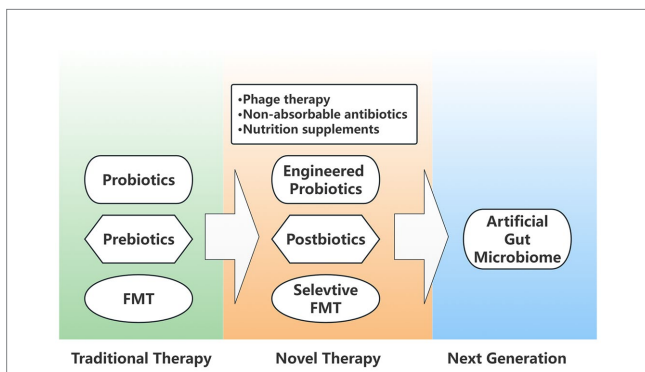 •Phage therapy
•Non-absorbable antibiotics
•Nutrition supplements
Probiotics
Engineered
Probiotics
Prebiotics
Postbiotics
Artificial
Gut
Microbiome
FMT
Selevtive
FMT
Traditional Therapy
Novel Therapy
Next Generation